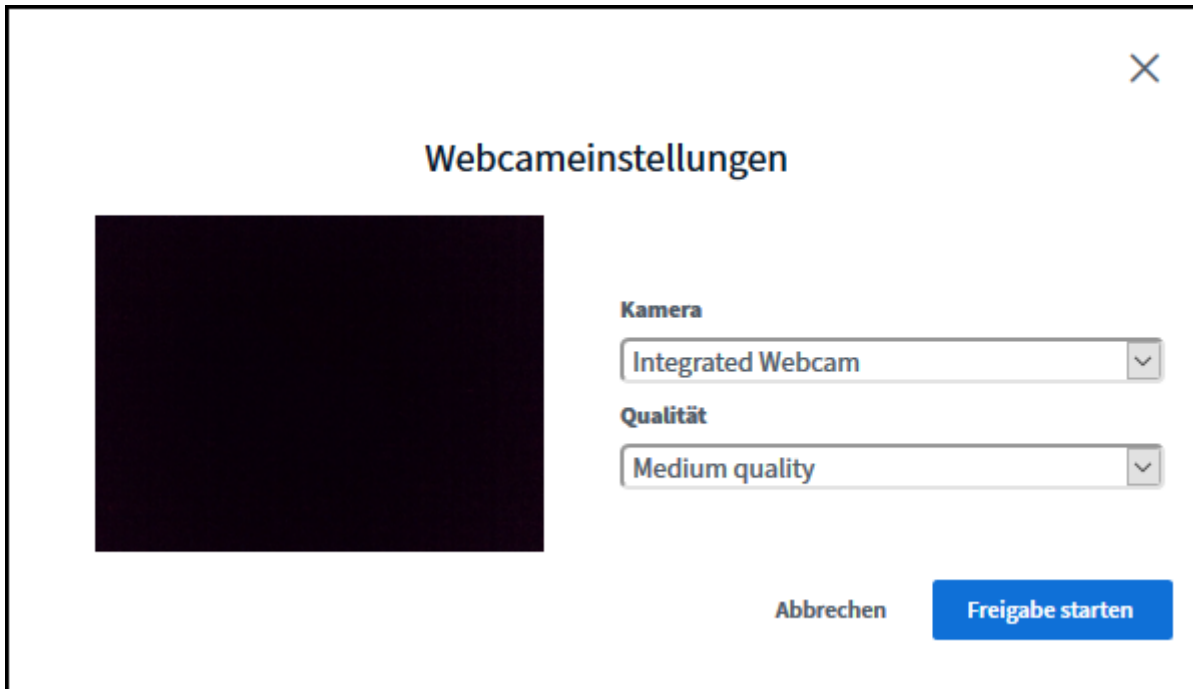 Webcameinstellungen
Kamera
Integrated Webcam
Qualität
Medium quality
Abbrechen
Freigabe starten